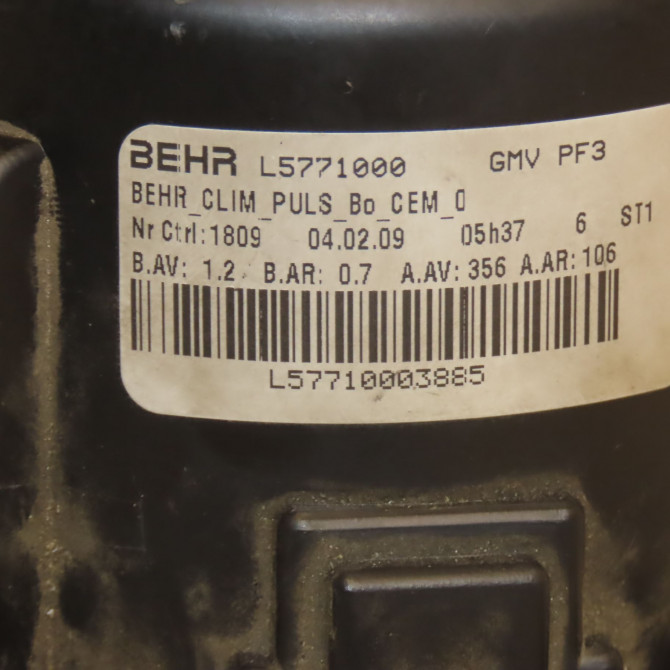 BEHR L5771000 GMV PF3
BEHR_CLIM_PULS_Bo_CEM_0
Nr Ctrl:1809 04.02.09 05h37 6 ST1
B.AV: 1.2 B.AR: 0.7 A.AV: 356 A.AR: 106
L57710003885